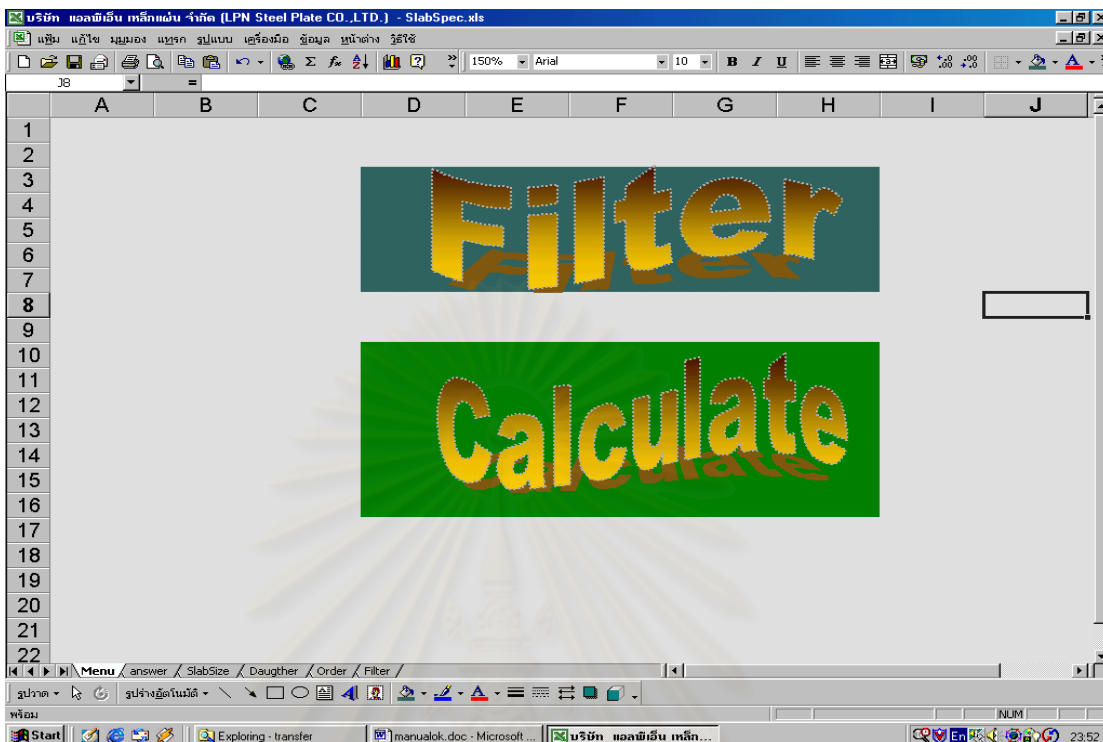 บริษัท แอลพีเอ็น เหล็กแผ่น จำกัด (LPN Steel Plate CO.,LTD.) - SlabSpec.xls
แฟ้ม แก้ไข มุมมอง แทรก รูปแบบ เครื่องมือ ข้อมูล หน้าต่าง วิธีใช้
150% Arial 10 B I U
J8 =
A B C D E F G H I J
1
2
3
4
5
6
7
8
9
10
11
12
13
14
15
16
17
18
19
20
21
22
Filter
Calculate
Menu / answer / SlabSize / Daugther / Order / Filter /
รูปวาด รูปร่างอัตโนมัติ
พร้อม NUM
Start Exploring - transfer manualok.doc - Microsoft ... บริษัท แอลพีเอ็น เหล็ก... En 23:52